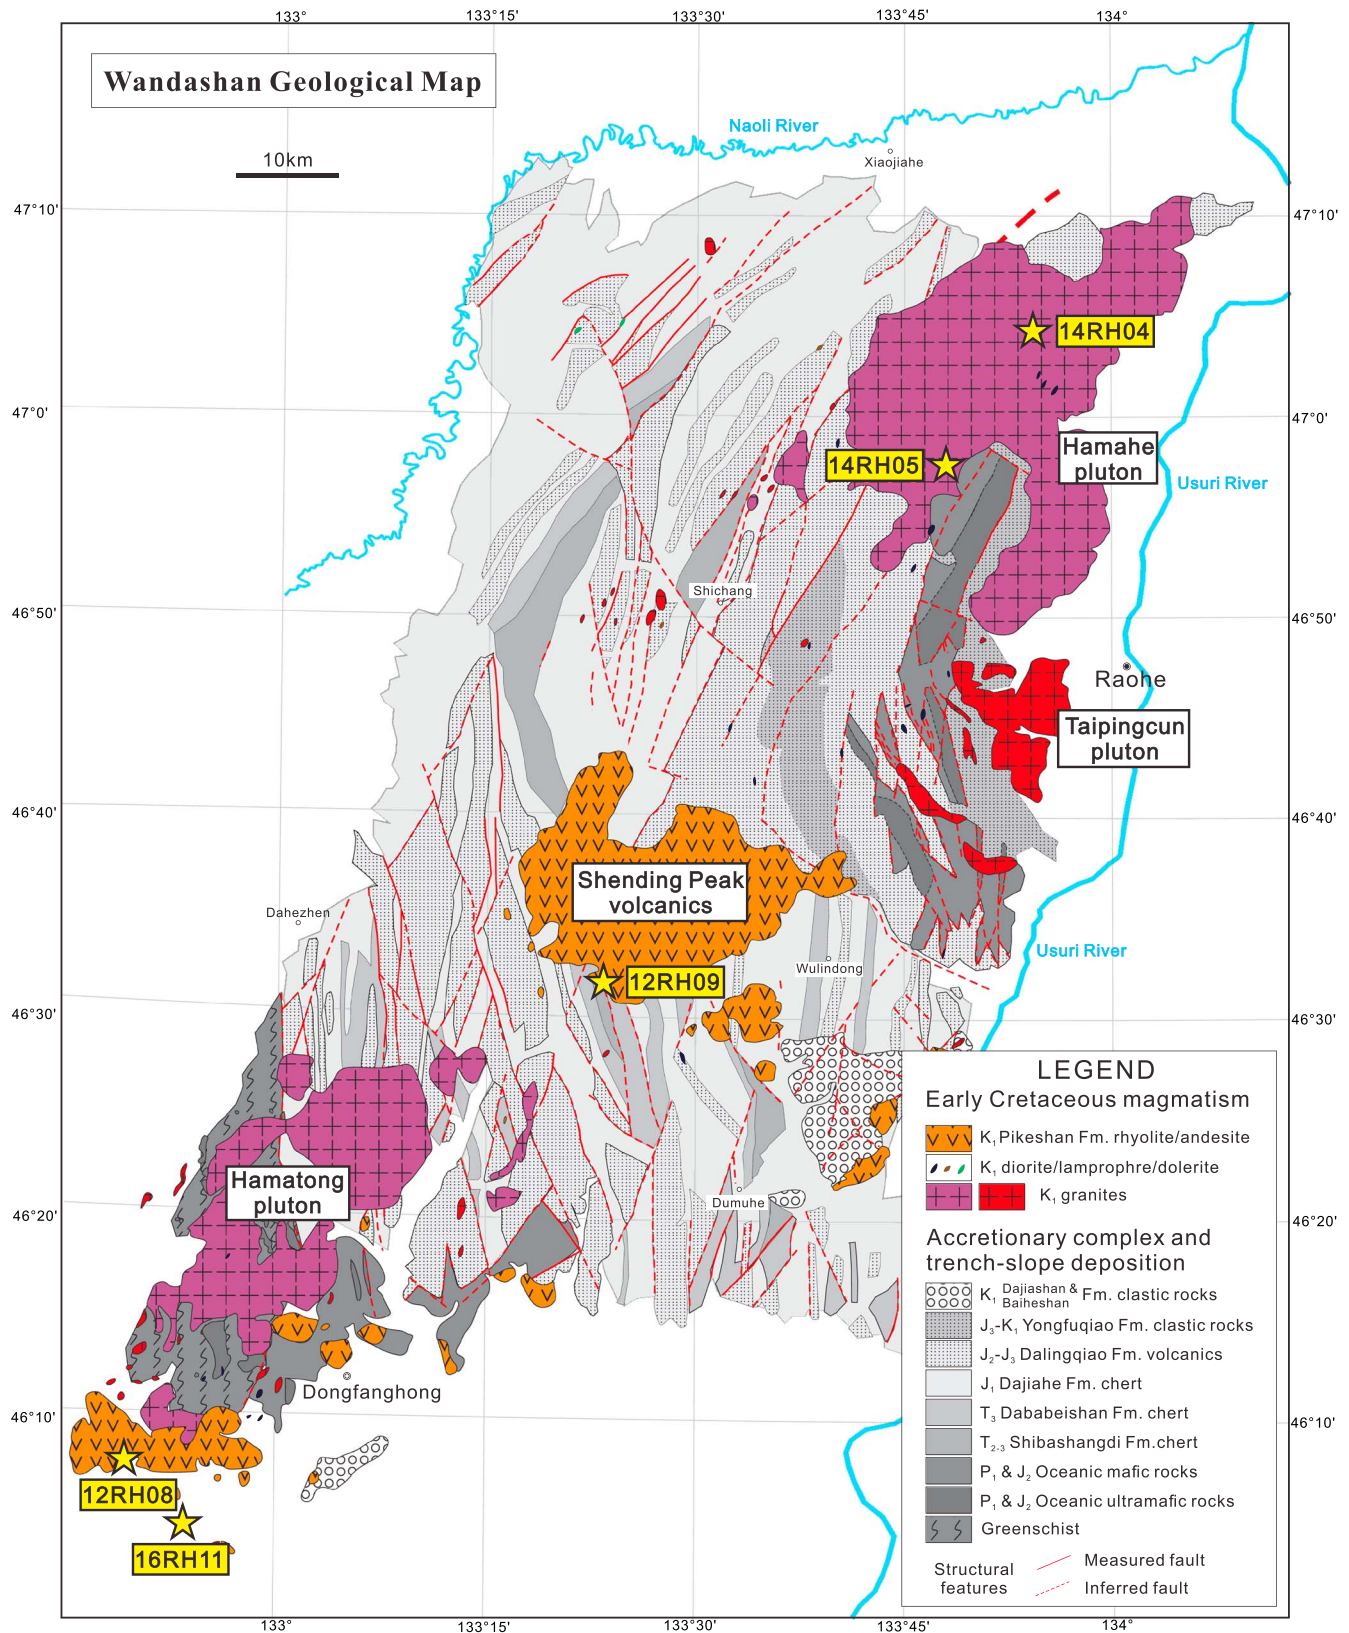 133°
133°15'
133°30'
133°45'
134°
Wandashan Geological Map
10km
Naoli River
Xiaojiahe
47°10'
47°10'
14RH04
47°0'
47°0'
Hamahe
pluton
14RH05
Usuri River
Shichang
46°50'
46°50'
Raohe
Taipingcun
pluton
46°40'
46°40'
Shending Peak
volcanics
Dahezhen
Usuri River
Wulindong
12RH09
46°30'
46°30'
Hamatong
pluton
Dumuhe
46°20'
46°20'
Dongfanghong
46°10'
46°10'
12RH08
16RH11
LEGEND
Early Cretaceous magmatism
K₁ Pikeshan Fm. rhyolite/andesite
K₁ diorite/lamprophre/dolerite
K₁ granites
Accretionary complex and
trench-slope deposition
K₁ Dajiashan & Baiheshan Fm. clastic rocks
J₃-K₁ Yongfuqiao Fm. clastic rocks
J₂-J₃ Dalingqiao Fm. volcanics
J₁ Dajiahe Fm. chert
T₃ Dababeishan Fm. chert
T₂₋₃ Shibashangdi Fm.chert
P₁ & J₂ Oceanic mafic rocks
P₁ & J₂ Oceanic ultramafic rocks
Greenschist
Structural
features
Measured fault
Inferred fault
133°
133°15'
133°30'
133°45'
134°